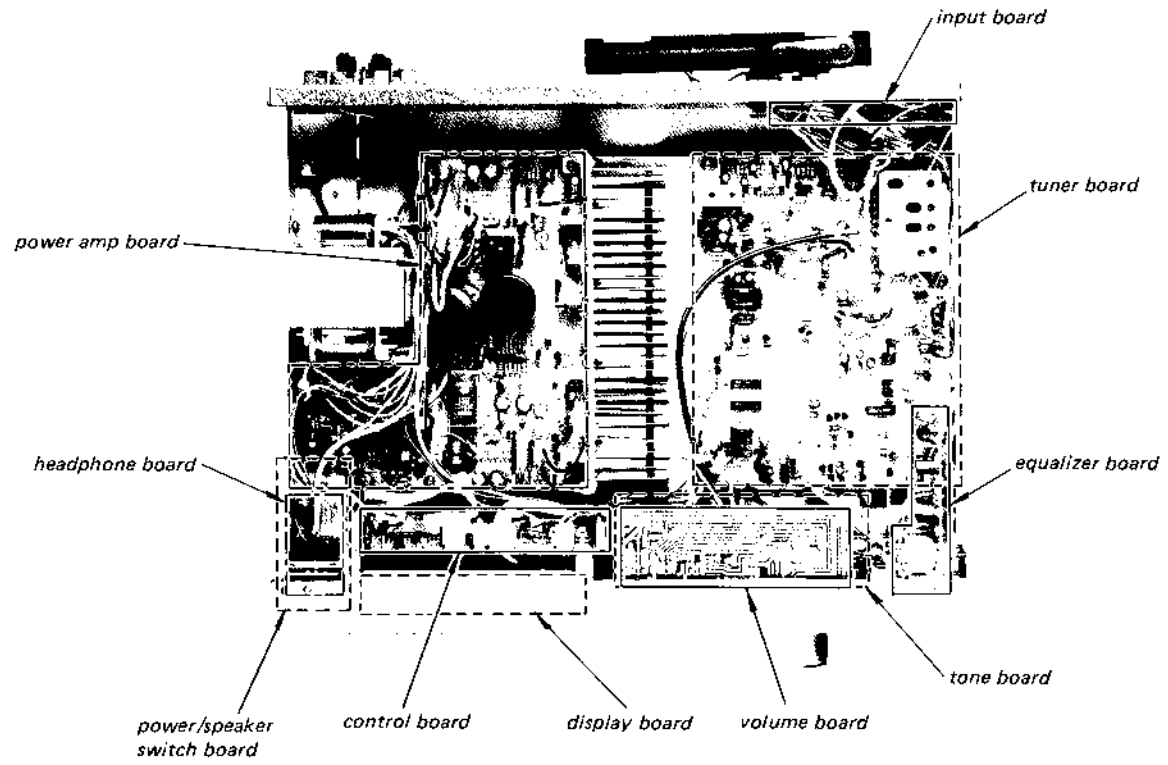 input board
tuner board
power amp board
headphone board
equalizer board
tone board
power/speaker
switch board
control board
display board
volume board